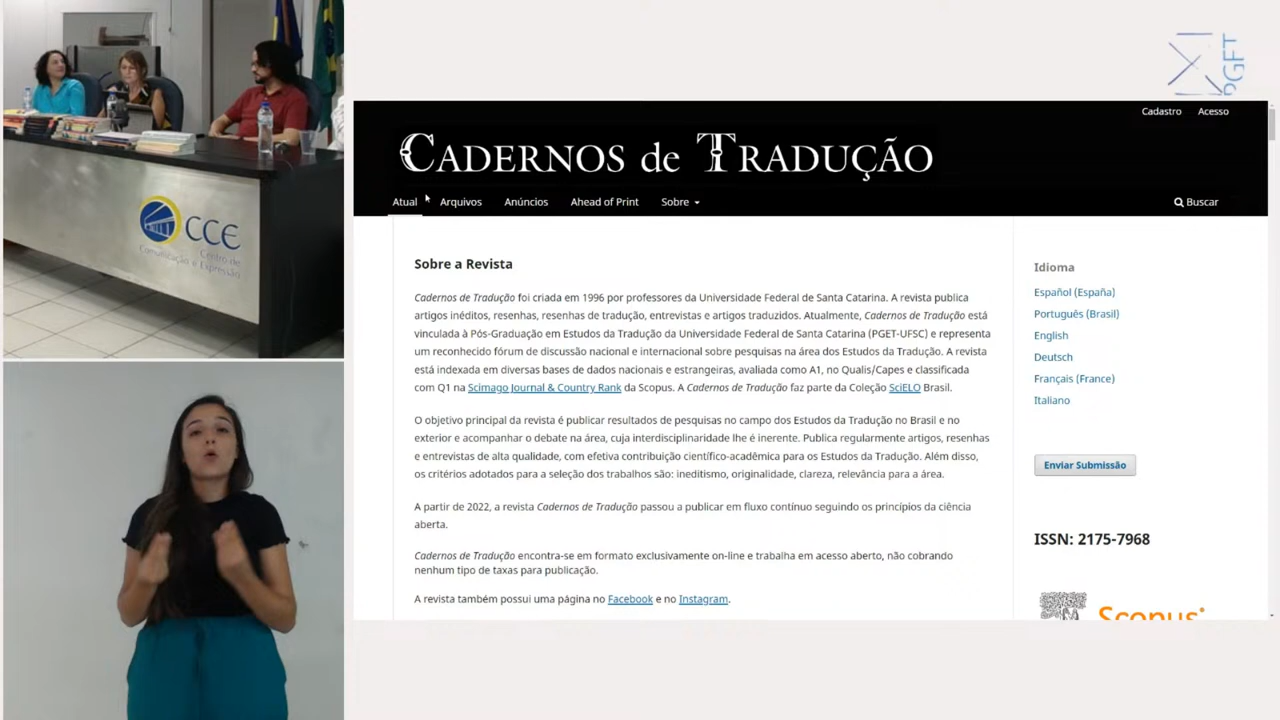 CCE
Centro de
Comunicação e Expressão
PGET
Cadastro Acesso
CADERNOS de TRADUÇÃO
Atual Arquivos Anúncios Ahead of Print Sobre Buscar
Sobre a Revista
Cadernos de Tradução foi criada em 1996 por professores da Universidade Federal de Santa Catarina. A revista publica
artigos inéditos, resenhas, resenhas de tradução, entrevistas e artigos traduzidos. Atualmente, Cadernos de Tradução está
vinculada à Pós-Graduação em Estudos da Tradução da Universidade Federal de Santa Catarina (PGET-UFSC) e representa
um reconhecido fórum de discussão nacional e internacional sobre pesquisas na área dos Estudos da Tradução. A revista
está indexada em diversas bases de dados nacionais e estrangeiras, avaliada como A1, no Qualis/Capes e classificada
com Q1 na Scimago Journal & Country Rank da Scopus. A Cadernos de Tradução faz parte da Coleção SciELO Brasil.
O objetivo principal da revista é publicar resultados de pesquisas no campo dos Estudos da Tradução no Brasil e no
exterior e acompanhar o debate na área, cuja interdisciplinaridade lhe é inerente. Publica regularmente artigos, resenhas
e entrevistas de alta qualidade, com efetiva contribuição científico-acadêmica para os Estudos da Tradução. Além disso,
os critérios adotados para a seleção dos trabalhos são: ineditismo, originalidade, clareza, relevância para a área.
A partir de 2022, a revista Cadernos de Tradução passou a publicar em fluxo contínuo seguindo os princípios da ciência
aberta.
Cadernos de Tradução encontra-se em formato exclusivamente on-line e trabalha em acesso aberto, não cobrando
nenhum tipo de taxas para publicação.
A revista também possui uma página no Facebook e no Instagram.
Idioma
Español (España)
Português (Brasil)
English
Deutsch
Français (France)
Italiano
Enviar Submissão
ISSN: 2175-7968
Scopus